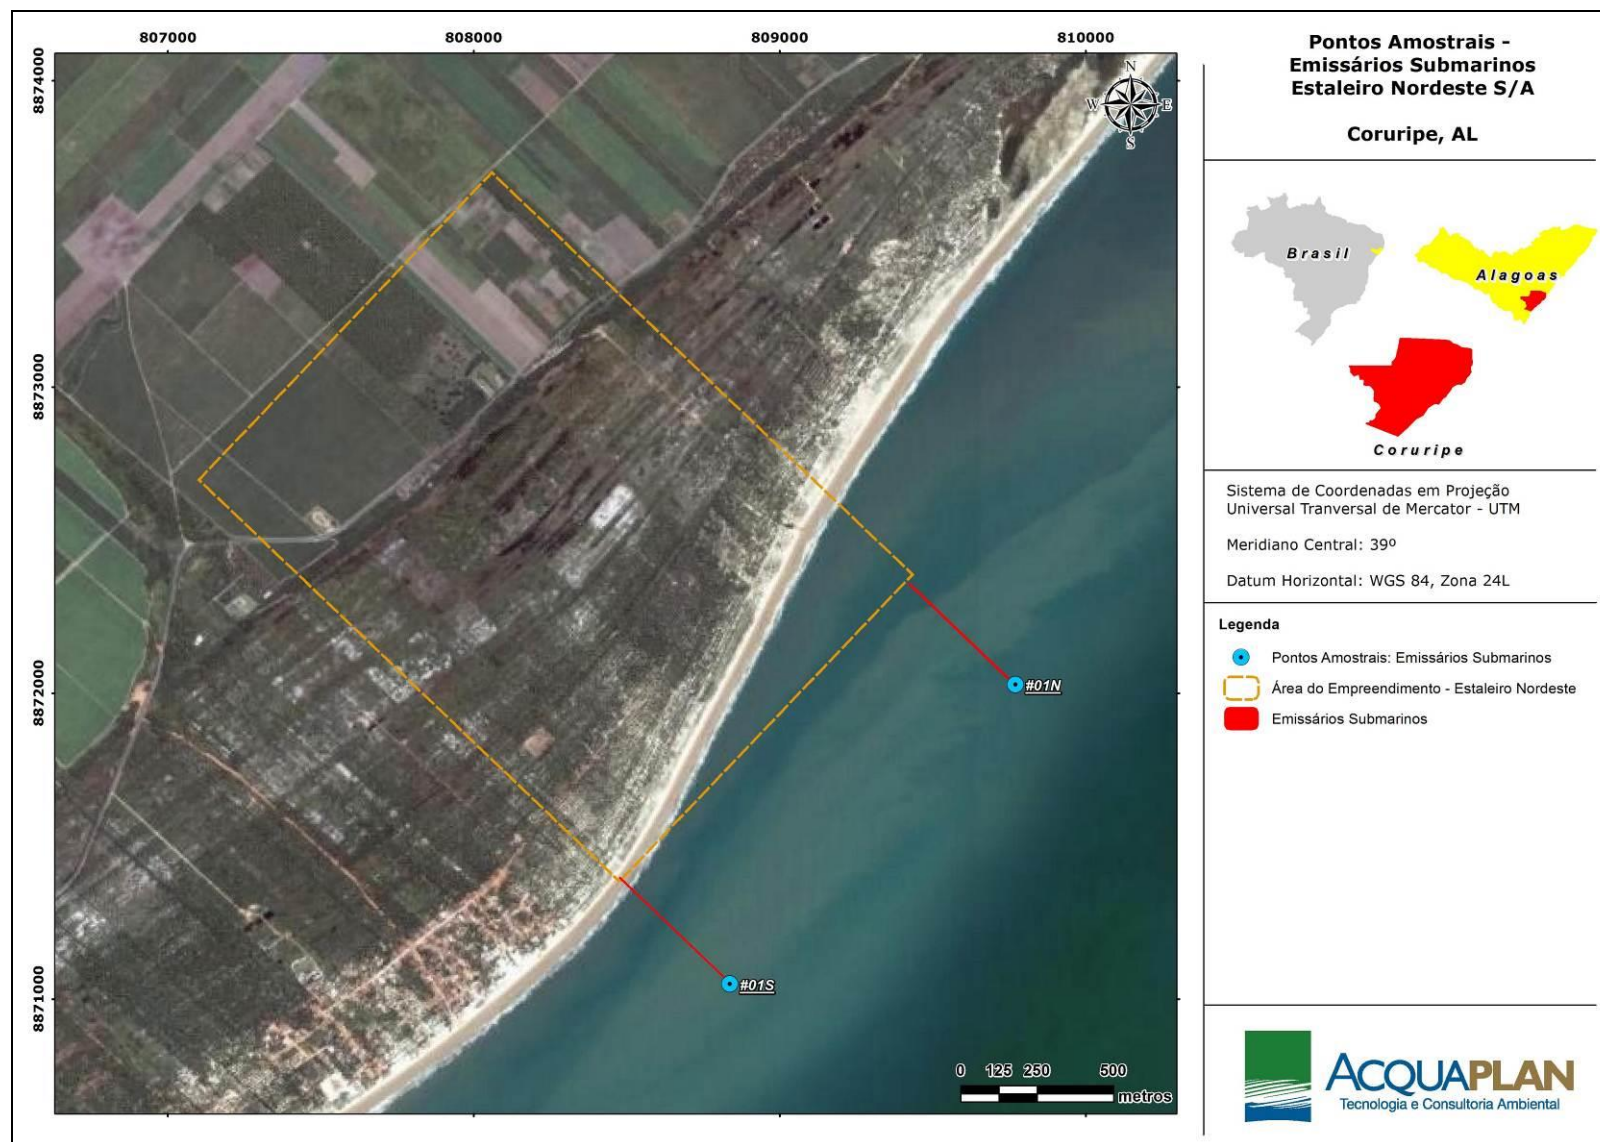 807000
808000
809000
810000
8874000
8873000
8872000
8871000
N
W
E
S
#01N
#01S
0 125 250 500
metros
Pontos Amostrais -
Emissários Submarinos
Estaleiro Nordeste S/A
Coruripe, AL
Brasil
Alagoas
Coruripe
Sistema de Coordenadas em Projeção
Universal Tranversal de Mercator - UTM
Meridiano Central: 39º
Datum Horizontal: WGS 84, Zona 24L
Legenda
Pontos Amostrais: Emissários Submarinos
Área do Empreendimento - Estaleiro Nordeste
Emissários Submarinos
ACQUAPLAN
Tecnologia e Consultoria Ambiental